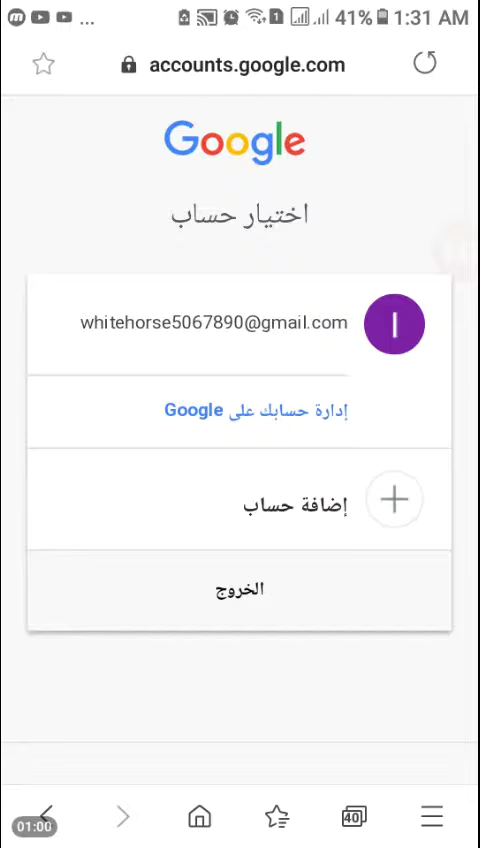 ... 41% 1:31 AM
accounts.google.com
Google
اختيار حساب
whitehorse5067890@gmail.com
إدارة حسابك على Google
إضافة حساب
الخروج
40
01:00